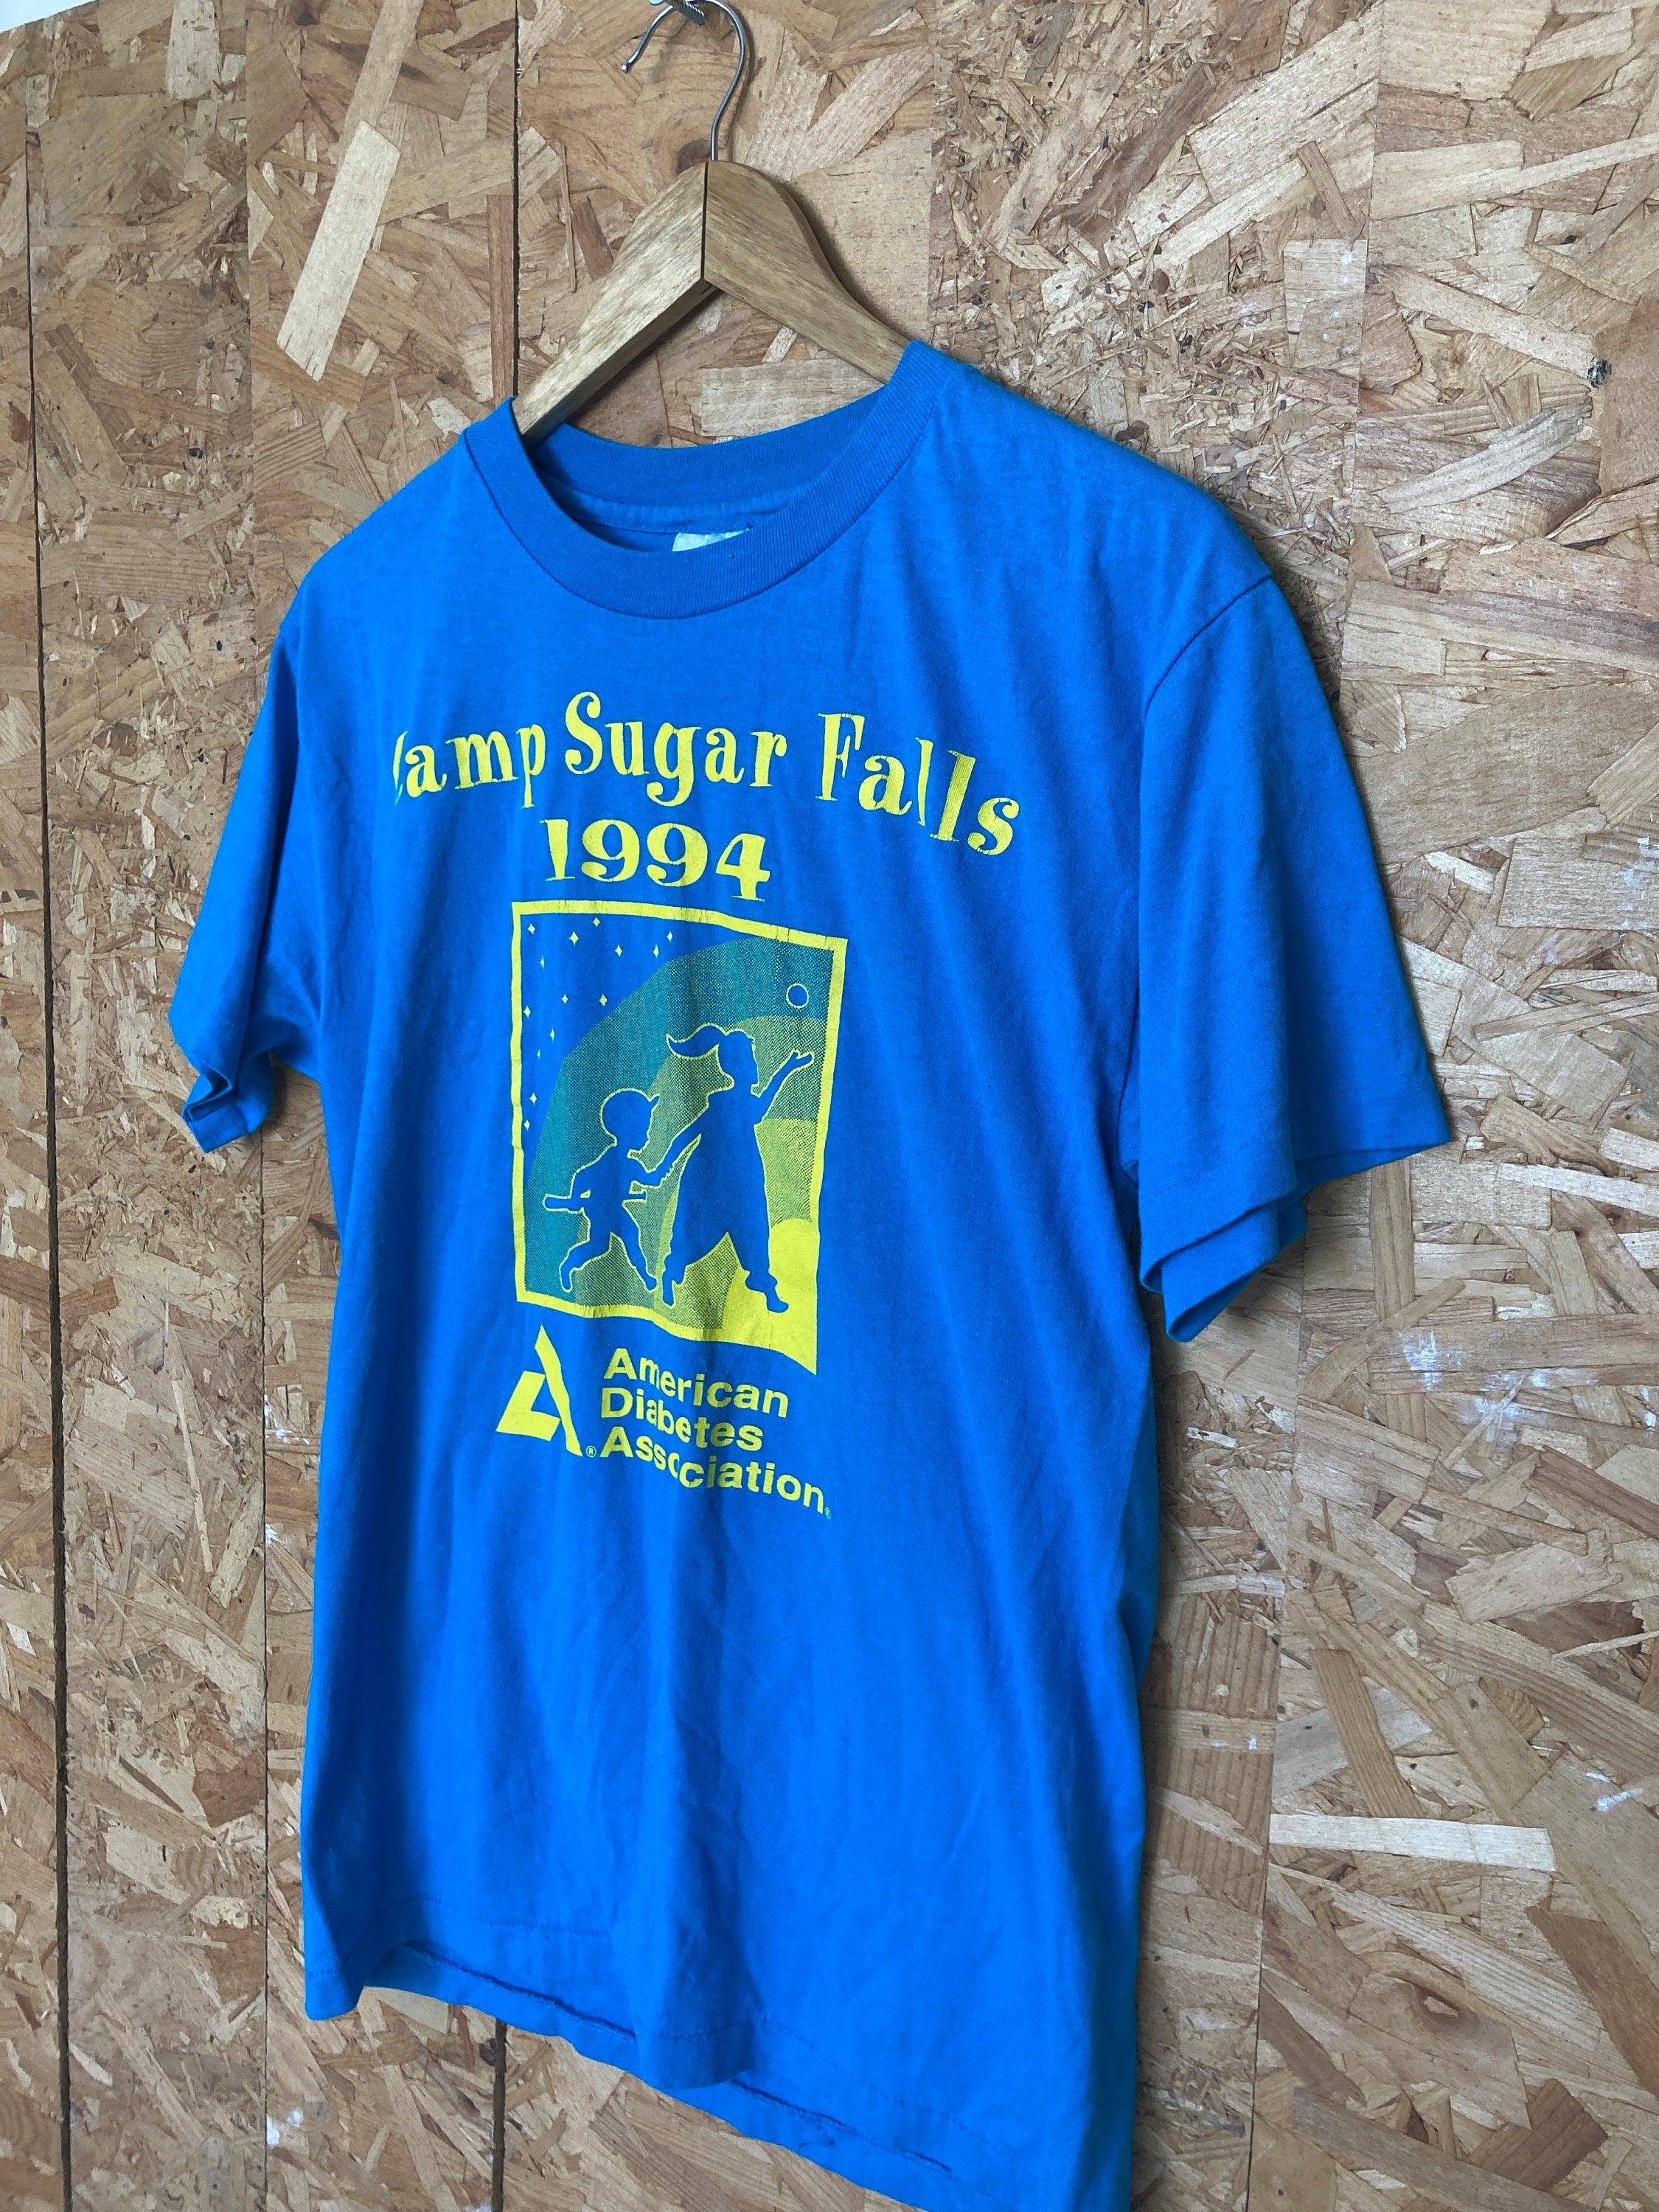 Camp Sugar Falls
1994
American
Diabetes
®Association®